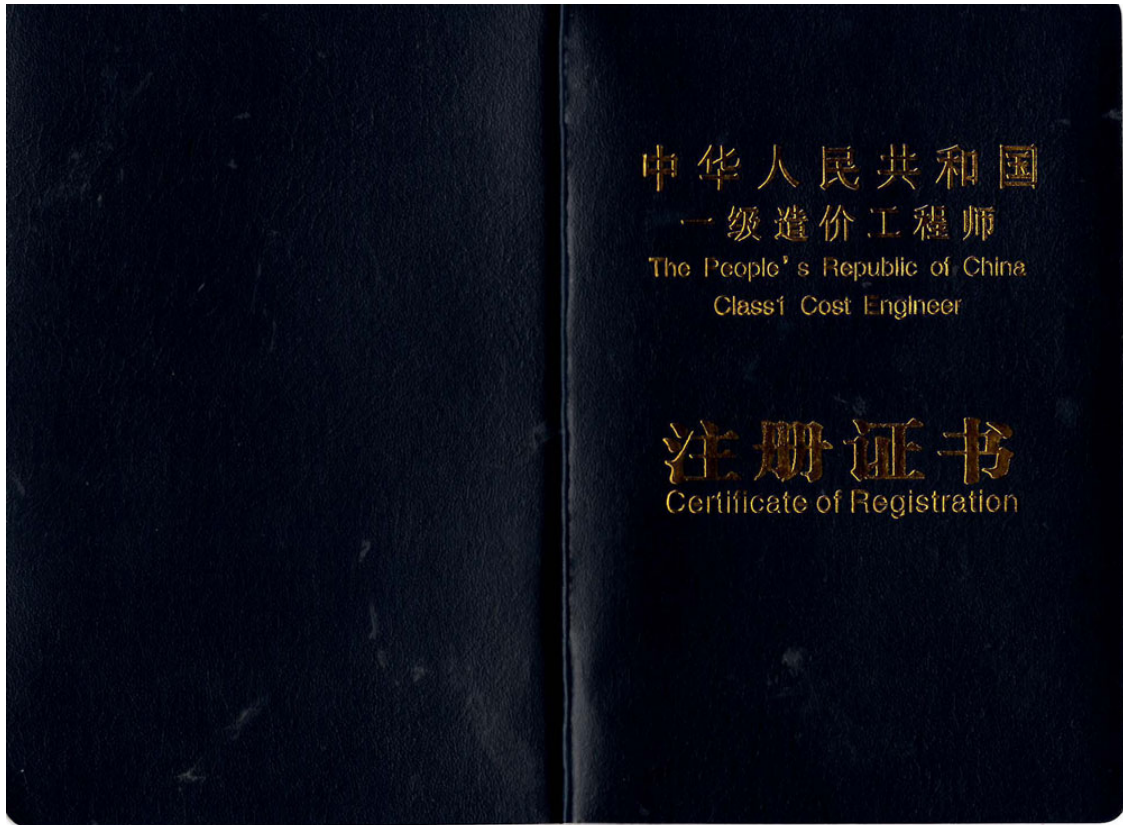 中华人民共和国
一级造价工程师
The People's Republic of China
Class1 Cost Engineer
注册证书
Certificate of Registration